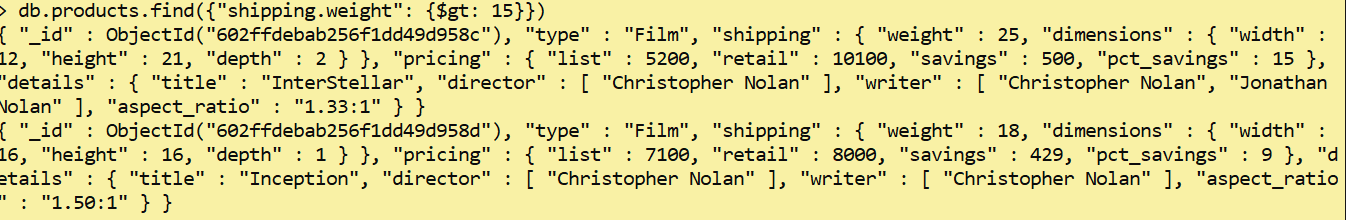 > db.products.find({"shipping.weight": {$gt: 15}})
{ "_id" : ObjectId("602ffdebab256f1dd49d958c"), "type" : "Film", "shipping" : { "weight" : 25, "dimensions" : { "width" :
12, "height" : 21, "depth" : 2 } }, "pricing" : { "list" : 5200, "retail" : 10100, "savings" : 500, "pct_savings" : 15 },
"details" : { "title" : "InterStellar", "director" : [ "Christopher Nolan" ], "writer" : [ "Christopher Nolan", "Jonathan
Nolan" ], "aspect_ratio" : "1.33:1" } }
{ "_id" : ObjectId("602ffdebab256f1dd49d958d"), "type" : "Film", "shipping" : { "weight" : 18, "dimensions" : { "width" :
16, "height" : 16, "depth" : 1 } }, "pricing" : { "list" : 7100, "retail" : 8000, "savings" : 429, "pct_savings" : 9 }, "d
etails" : { "title" : "Inception", "director" : [ "Christopher Nolan" ], "writer" : [ "Christopher Nolan" ], "aspect_ratio
" : "1.50:1" } }